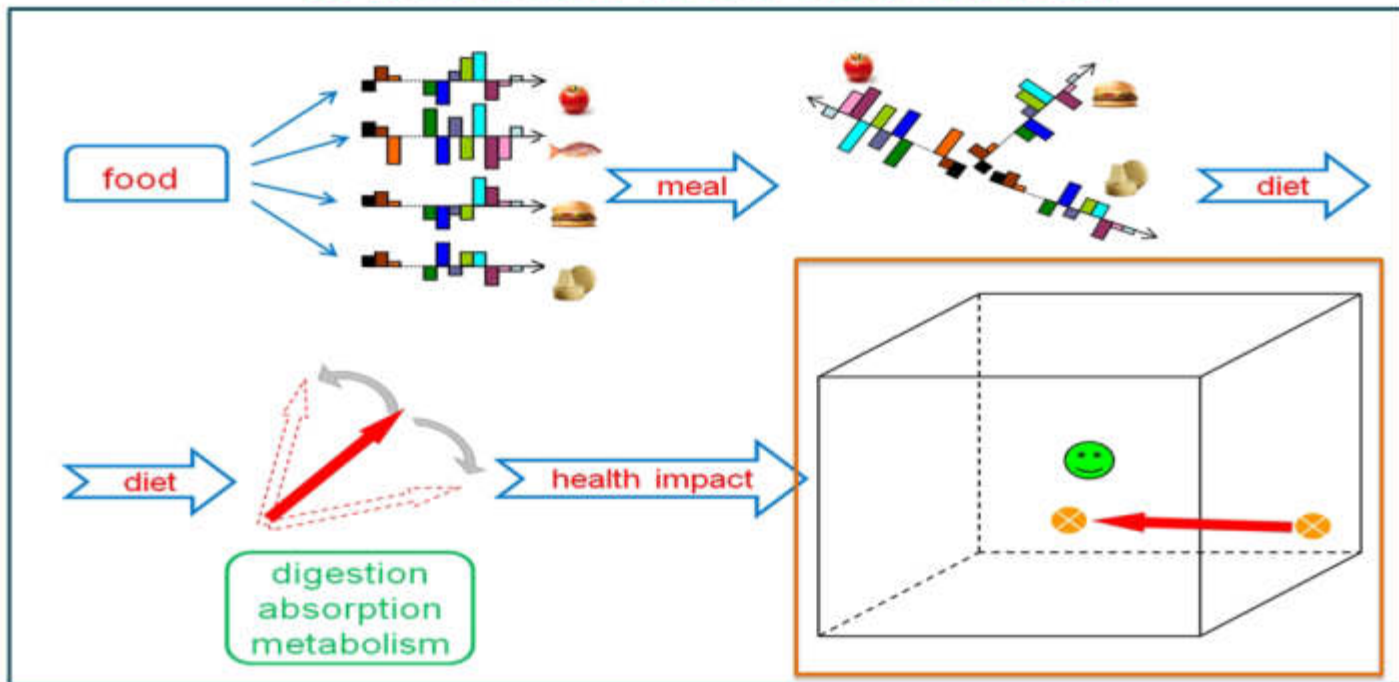 food
meal
diet
diet
health impact
digestion
absorption
metabolism